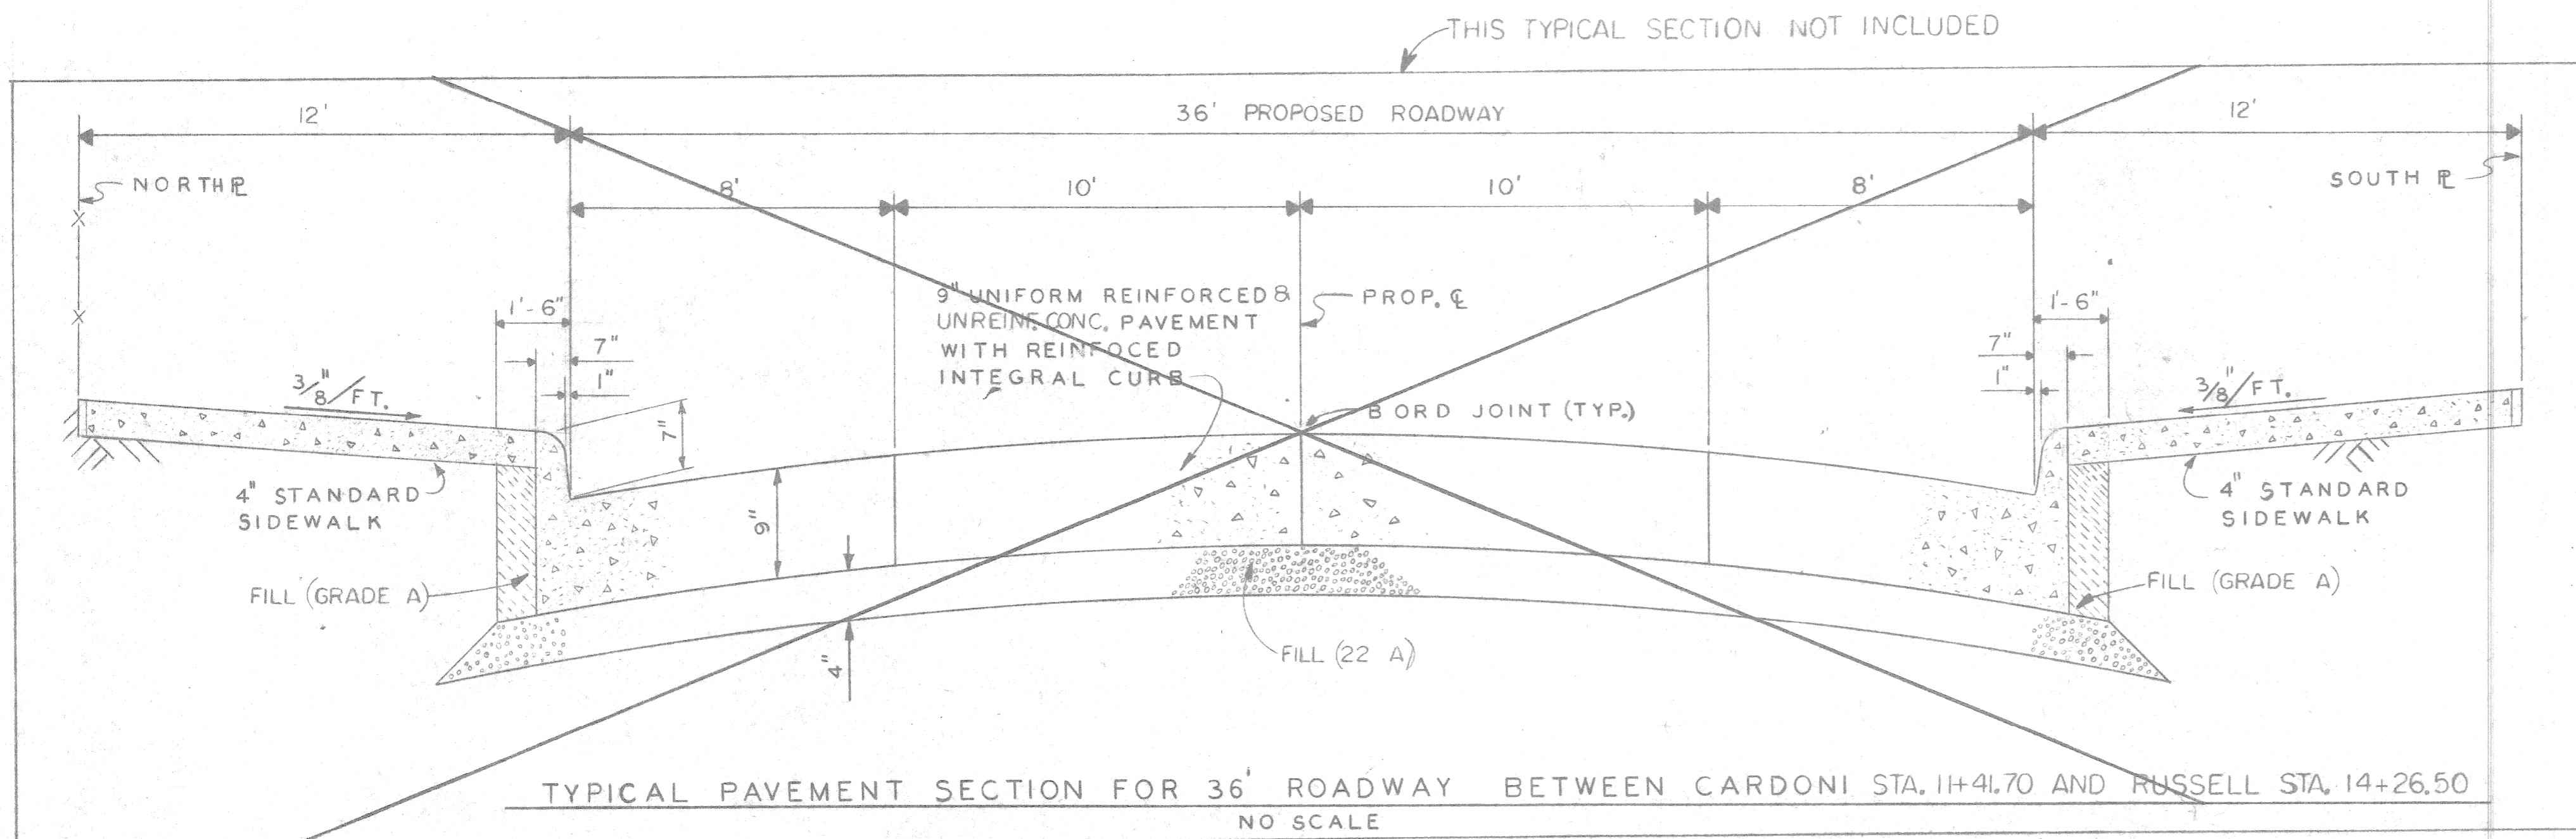 THIS TYPICAL SECTION NOT INCLUDED
12'
36' PROPOSED ROADWAY
12'
NORTH ⅊
8'
10'
10'
8'
SOUTH ⅊
9" UNIFORM REINFORCED &
UNREINF. CONC. PAVEMENT
WITH REINFOCED
INTEGRAL CURB
PROP. ℄
1'-6"
7"
1"
1'-6"
7"
1"
3/8"/FT.
7"
B ORD JOINT (TYP.)
3/8"/FT.
4" STANDARD
SIDEWALK
9"
4" STANDARD
SIDEWALK
FILL (GRADE A)
FILL (GRADE A)
4"
FILL (22 A)
TYPICAL PAVEMENT SECTION FOR 36' ROADWAY BETWEEN CARDONI STA. 11+41.70 AND RUSSELL STA. 14+26.50
NO SCALE